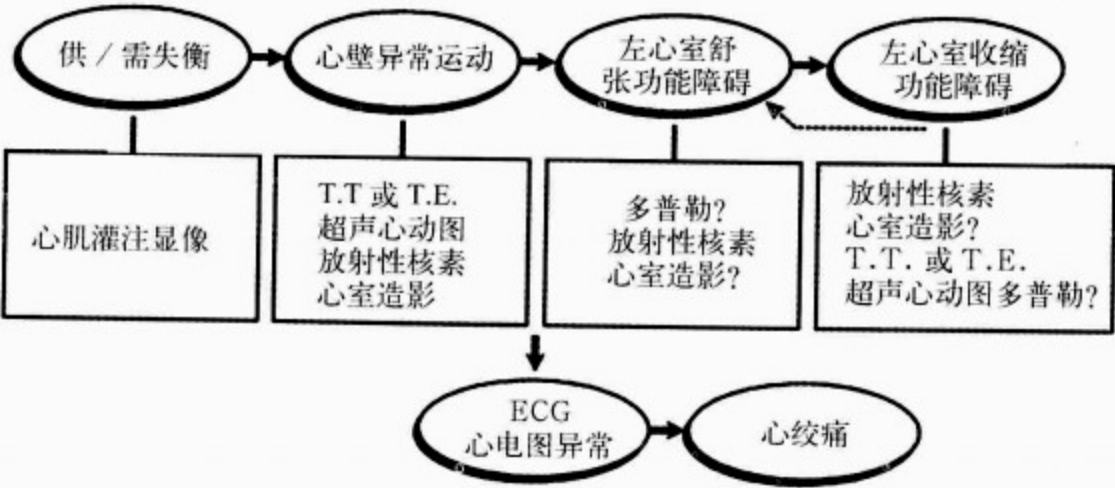 供 / 需失衡
心壁异常运动
左心室舒
张功能障碍
左心室收缩
功能障碍
心肌灌注显像
T.T 或 T.E.
超声心动图
放射性核素
心室造影
多普勒?
放射性核素
心室造影?
放射性核素
心室造影?
T.T. 或 T.E.
超声心动图多普勒?
ECG
心电图异常
心绞痛